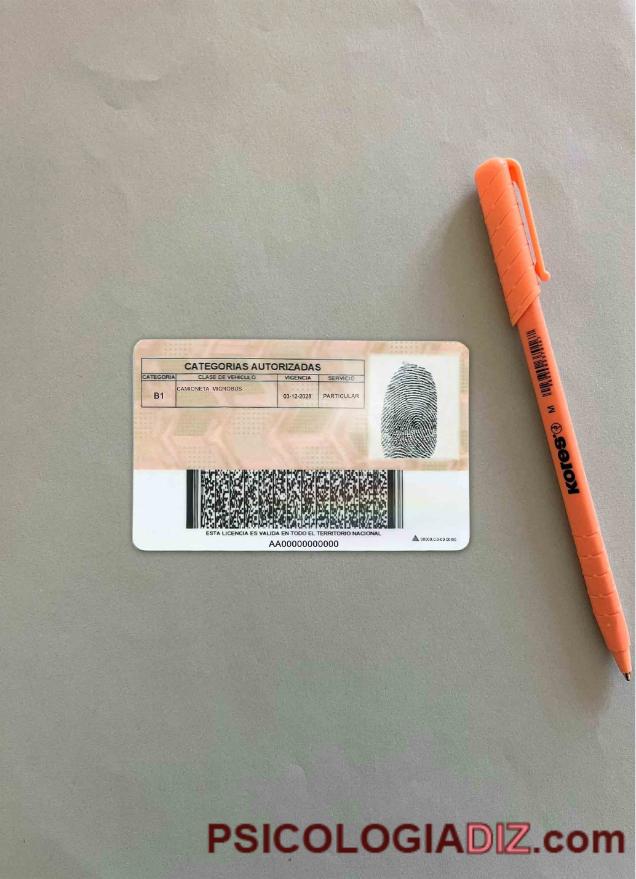 CATEGORIAS AUTORIZADAS
CATEGORIA CLASE DE VEHICULO VIGENCIA SERVICIO
B1 CAMIONETA MICROBUS 03-12-2028 PARTICULAR
ESTA LICENCIA ES VALIDA EN TODO EL TERRITORIO NACIONAL
AA00000000000
M
Kores
PSICOLOGIADIZ.com